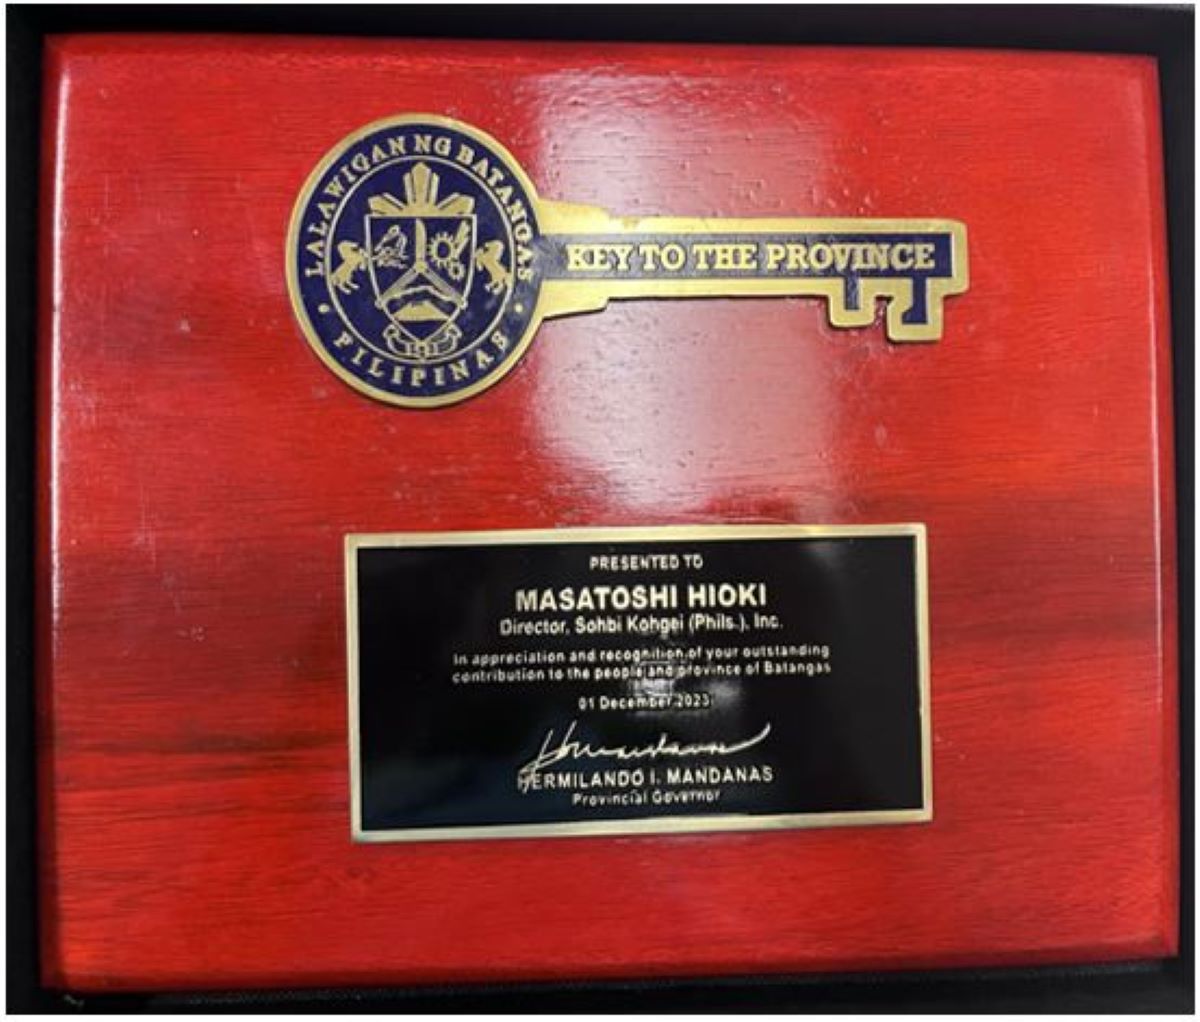 LALAWIGAN NG BATANGAS
PILIPINAS
KEY TO THE PROVINCE
PRESENTED TO
MASATOSHI HIOKI
Director, Sohbi Kohgei (Phils.), Inc.
In appreciation and recognition of your outstanding
contribution to the people and province of Batangas
01 December 2023
HERMILANDO I. MANDANAS
Provincial Governor